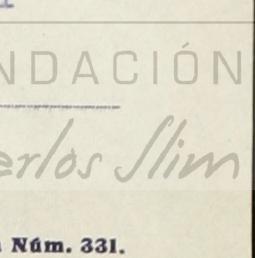 NDACIÓN
erlos Slim
Núm. 331.